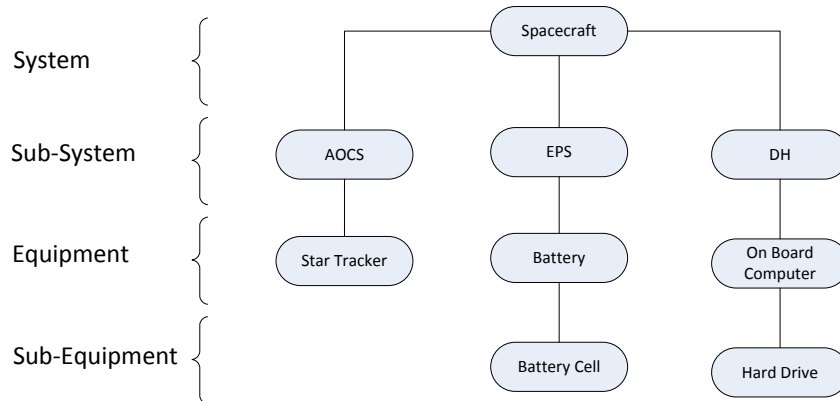 Spacecraft
System
Sub-System
AOCS
EPS
DH
Equipment
Star Tracker
Battery
On Board
Computer
Sub-Equipment
Battery Cell
Hard Drive